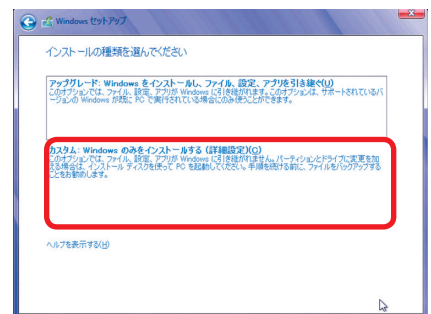 Windows セットアップ
インストールの種類を選んでください
アップグレード: Windows をインストールし、ファイル、設定、アプリを引き継ぐ(U)
このオプションでは、ファイル、設定、アプリが Windows に引き継がれます。このオプションは、サポートされているバ
ージョンの Windows が既に PC で実行されている場合にのみ使うことができます。
カスタム: Windows のみをインストールする (詳細設定)(C)
このオプションでは、ファイル、設定、アプリが Windows に引き継がれません。パーティションとドライブに変更を加
える場合は、インストール ディスクを使って PC を起動してください。手順を続ける前に、ファイルをバックアップする
ことをお勧めします。
ヘルプを表示する(H)